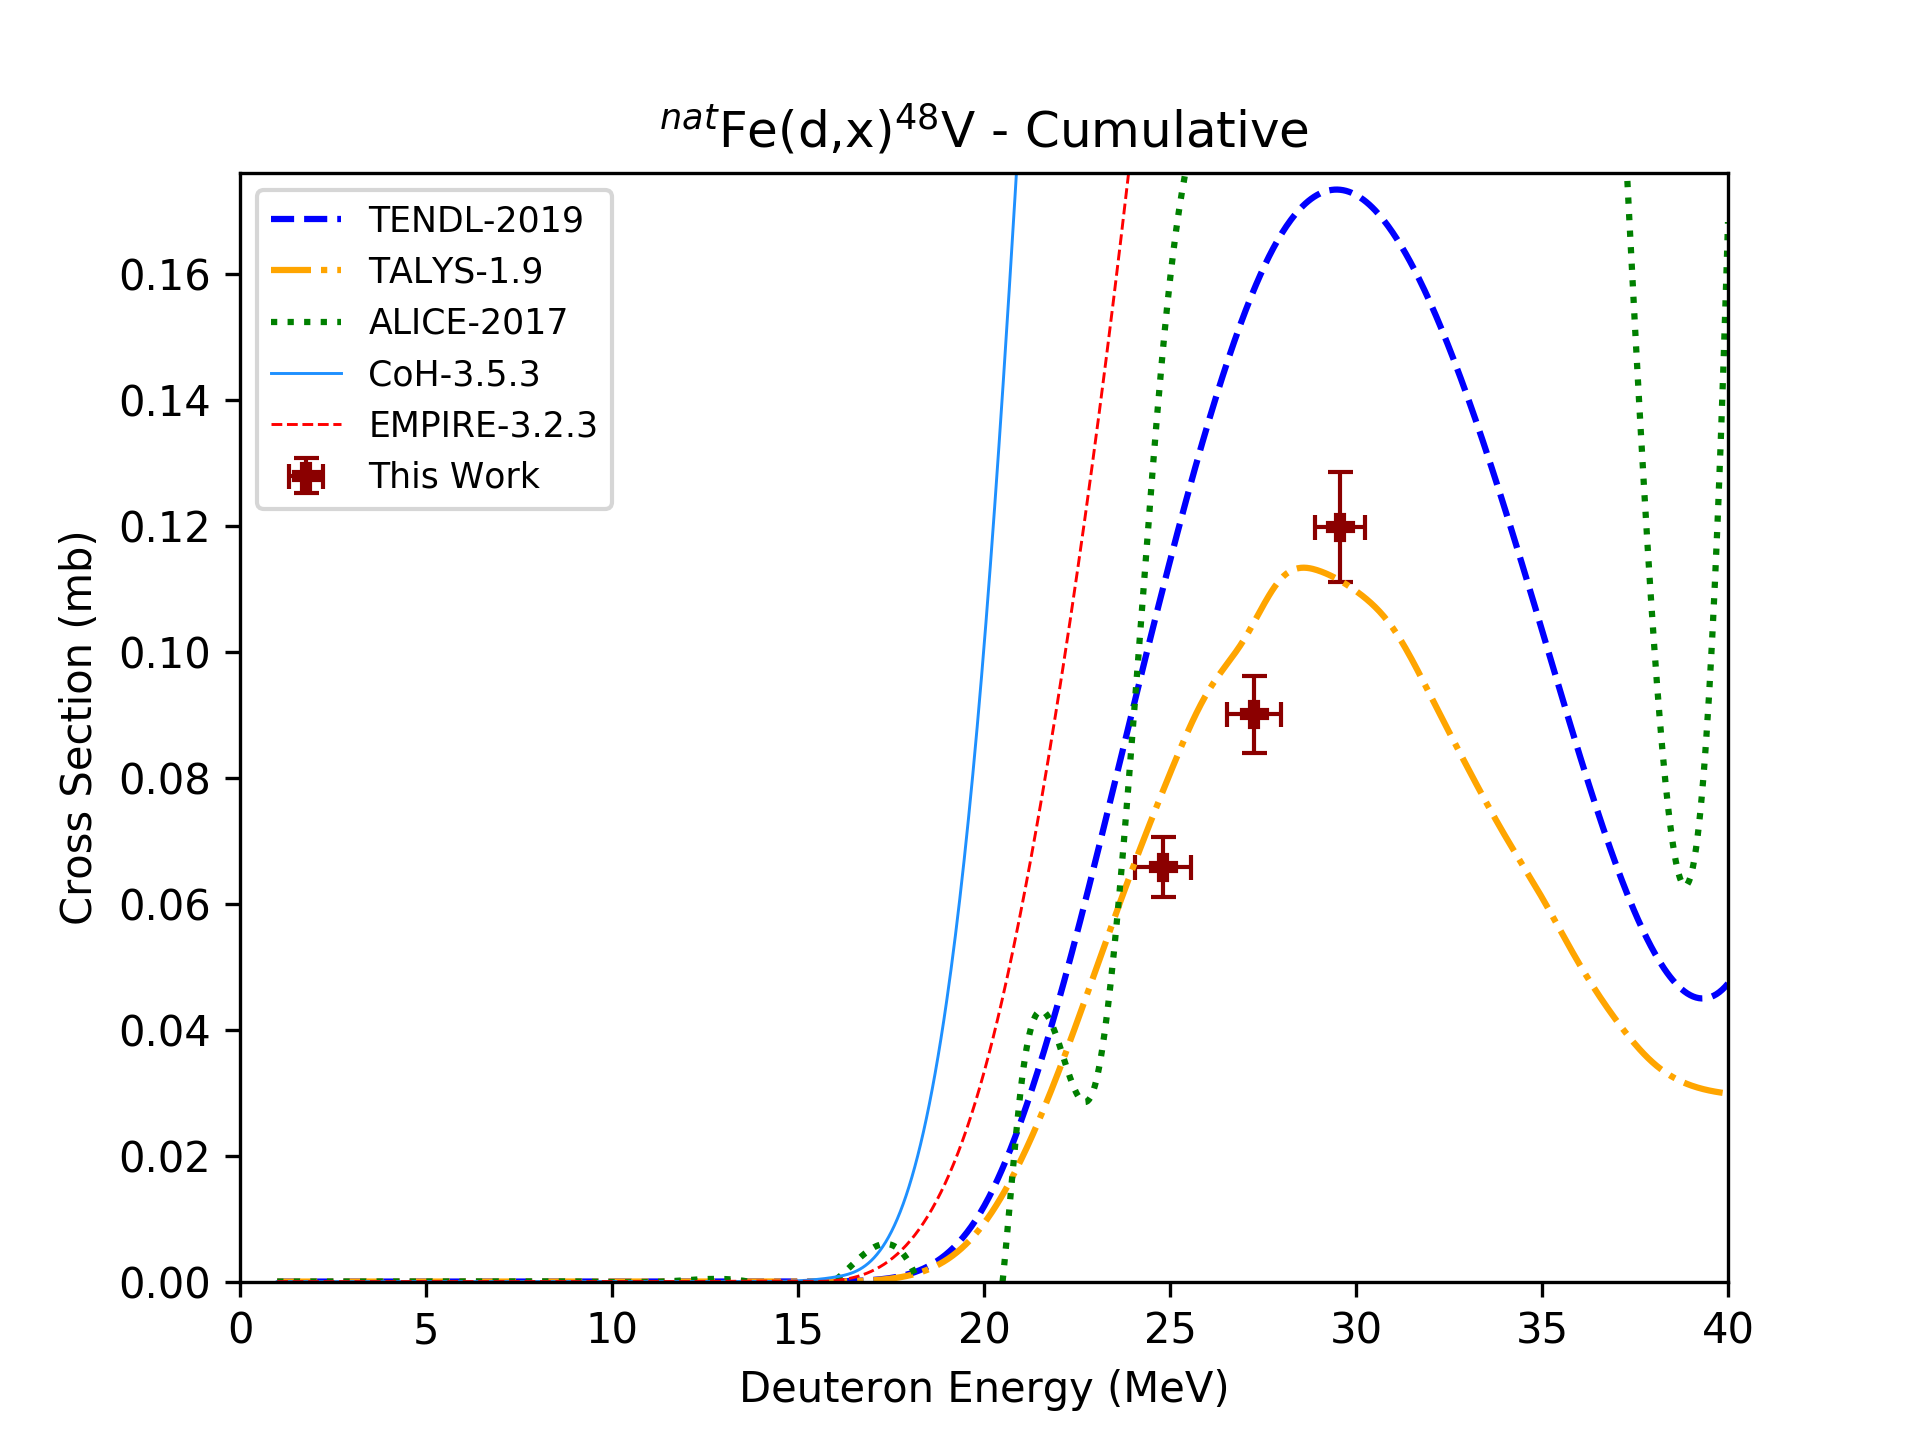 natFe(d,x)48V - Cumulative
TENDL-2019
TALYS-1.9
ALICE-2017
CoH-3.5.3
EMPIRE-3.2.3
This Work
Cross Section (mb)
0.16
0.14
0.12
0.10
0.08
0.06
0.04
0.02
0.00
0 5 10 15 20 25 30 35 40
Deuteron Energy (MeV)